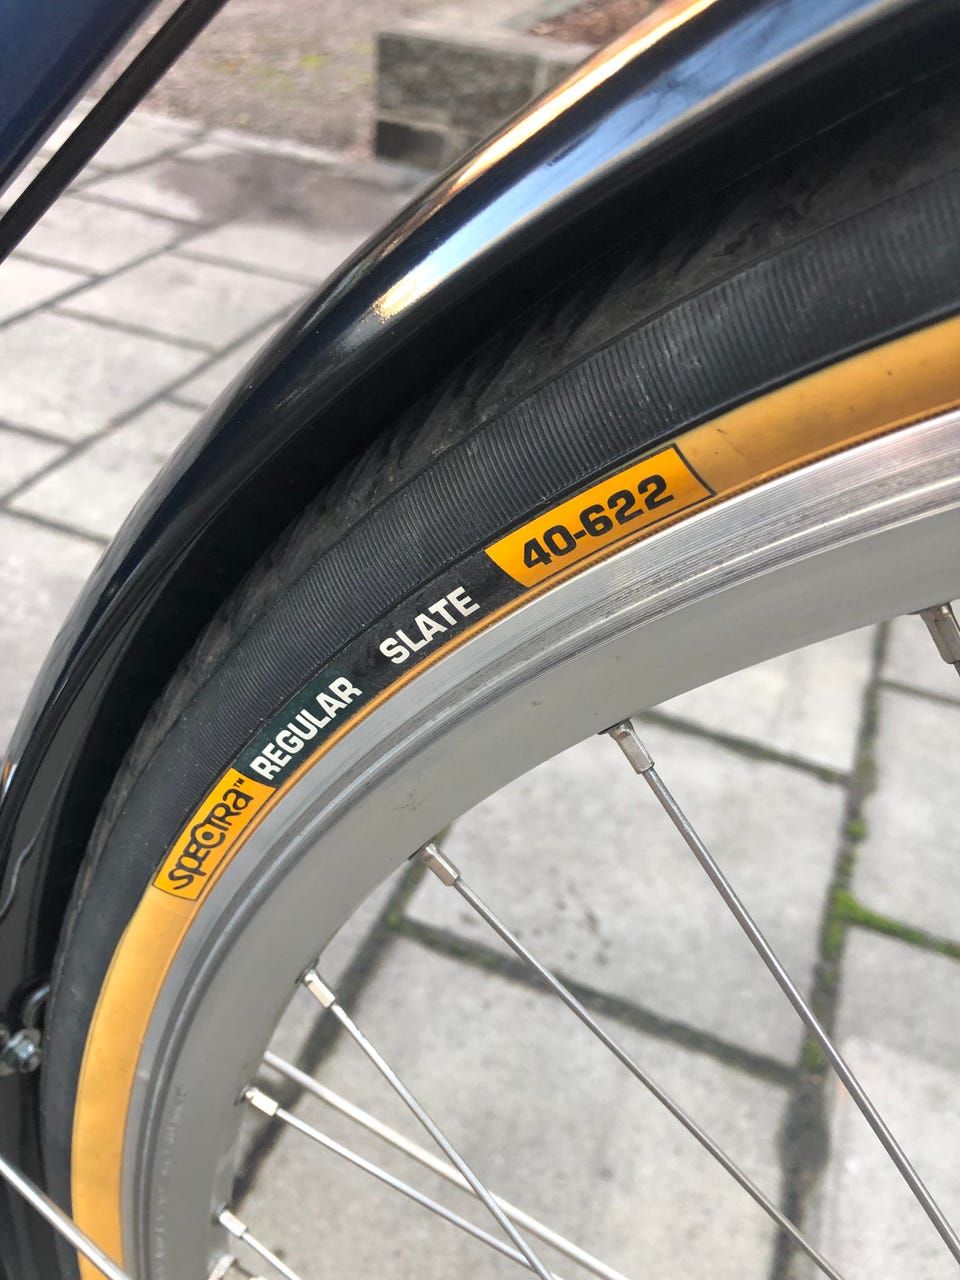 SPECTRA™ REGULAR SLATE 40-622